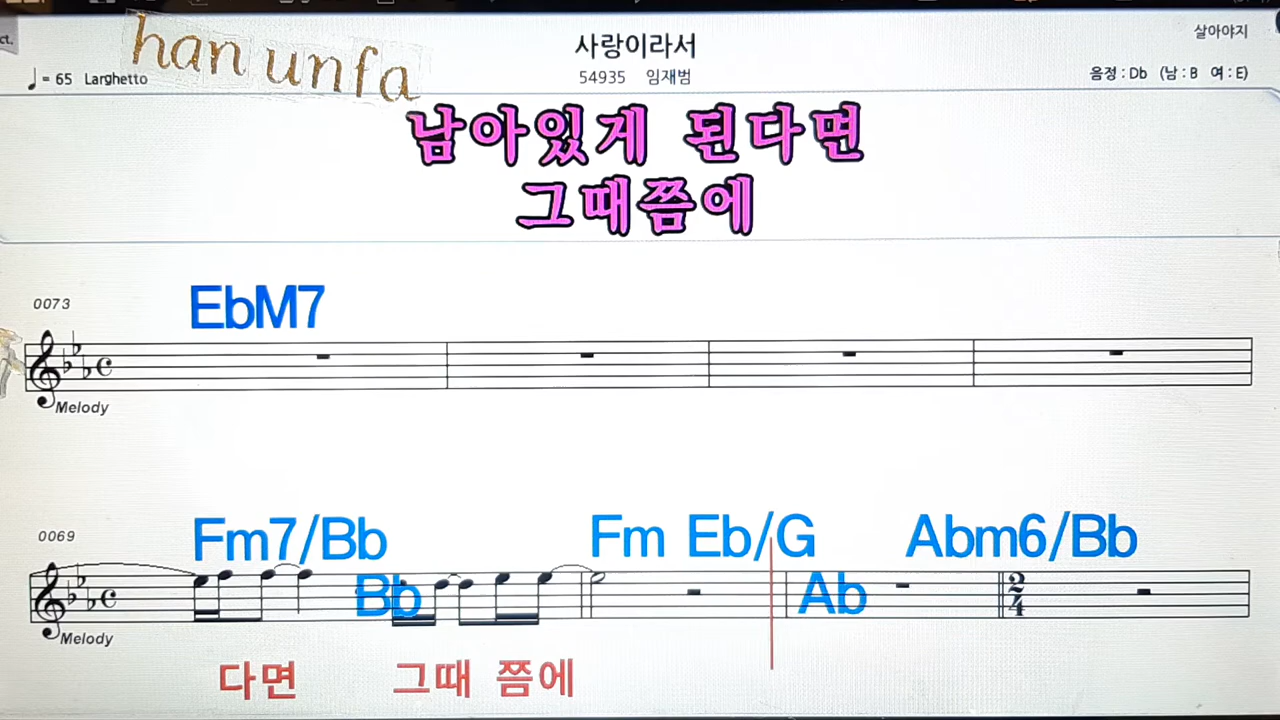 ct.
han unfa
사랑이라서
살아야지
♩= 65 Larghetto
54935 임재범
음정 : Db (남 : B 여 : E)
남아있게 된다면
그때쯤에
0073
EbM7
Melody
0069
Fm7/Bb Fm Eb/G Abm6/Bb
Bb Ab
2
4
Melody
다면 그때 쯤에